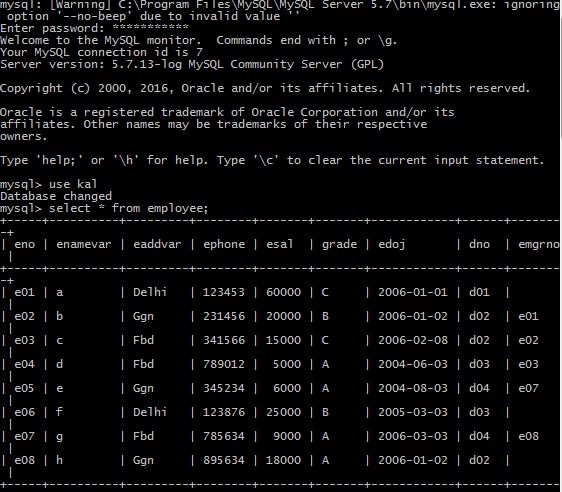 mysql: [Warning] C:\Program Files\MySQL\MySQL Server 5.7\bin\mysql.exe: ignoring
 option '--no-beep' due to invalid value ''
Enter password: **********
Welcome to the MySQL monitor.  Commands end with ; or \g.
Your MySQL connection id is 7
Server version: 5.7.13-log MySQL Community Server (GPL)

Copyright (c) 2000, 2016, Oracle and/or its affiliates. All rights reserved.

Oracle is a registered trademark of Oracle Corporation and/or its
affiliates. Other names may be trademarks of their respective
owners.

Type 'help;' or '\h' for help. Type '\c' to clear the current input statement.

mysql> use kal
Database changed
mysql> select * from employee;
+-----+----------+---------+--------+-------+-------+------------+------+-------
-+
| eno | enamevar | eaddvar | ephone | esal  | grade | edoj       | dno  | emgrno
 |
+-----+----------+---------+--------+-------+-------+------------+------+-------
-+
| e01 | a        | Delhi   | 123453 | 60000 | C     | 2006-01-01 | d01  |
 |
| e02 | b        | Ggn     | 231456 | 20000 | B     | 2006-01-02 | d02  | e01
 |
| e03 | c        | Fbd     | 341566 | 15000 | C     | 2006-02-08 | d02  | e02
 |
| e04 | d        | Fbd     | 789012 |  5000 | A     | 2004-06-03 | d03  | e03
 |
| e05 | e        | Ggn     | 345234 |  6000 | A     | 2004-08-03 | d04  | e07
 |
| e06 | f        | Delhi   | 123876 | 25000 | B     | 2005-03-03 | d03  |
 |
| e07 | g        | Fbd     | 785634 |  9000 | A     | 2006-03-03 | d04  | e08
 |
| e08 | h        | Ggn     | 895634 | 18000 | A     | 2006-01-02 | d02  |
 |
+-----+----------+---------+--------+-------+-------+------------+------+-------